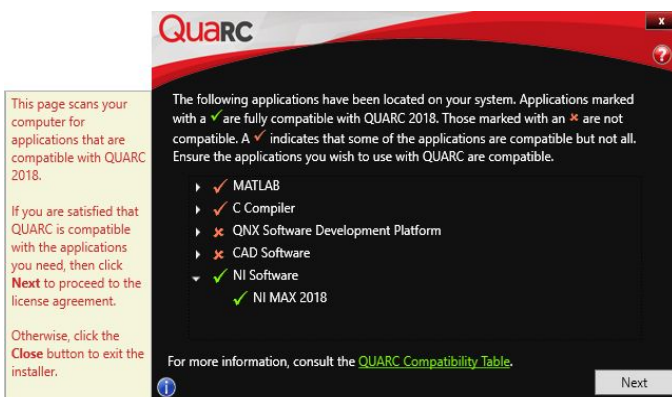 QUARC
x
?
This page scans your
computer for
applications that are
compatible with QUARC
2018.
If you are satisfied that
QUARC is compatible
with the applications
you need, then click
Next to proceed to the
license agreement.
Otherwise, click the
Close button to exit the
installer.
The following applications have been located on your system. Applications marked
with a ✓ are fully compatible with QUARC 2018. Those marked with an ✗ are not
compatible. A ✓ indicates that some of the applications are compatible but not all.
Ensure the applications you wish to use with QUARC are compatible.
MATLAB
C Compiler
QNX Software Development Platform
CAD Software
NI Software
NI MAX 2018
For more information, consult the QUARC Compatibility Table.
i
Next